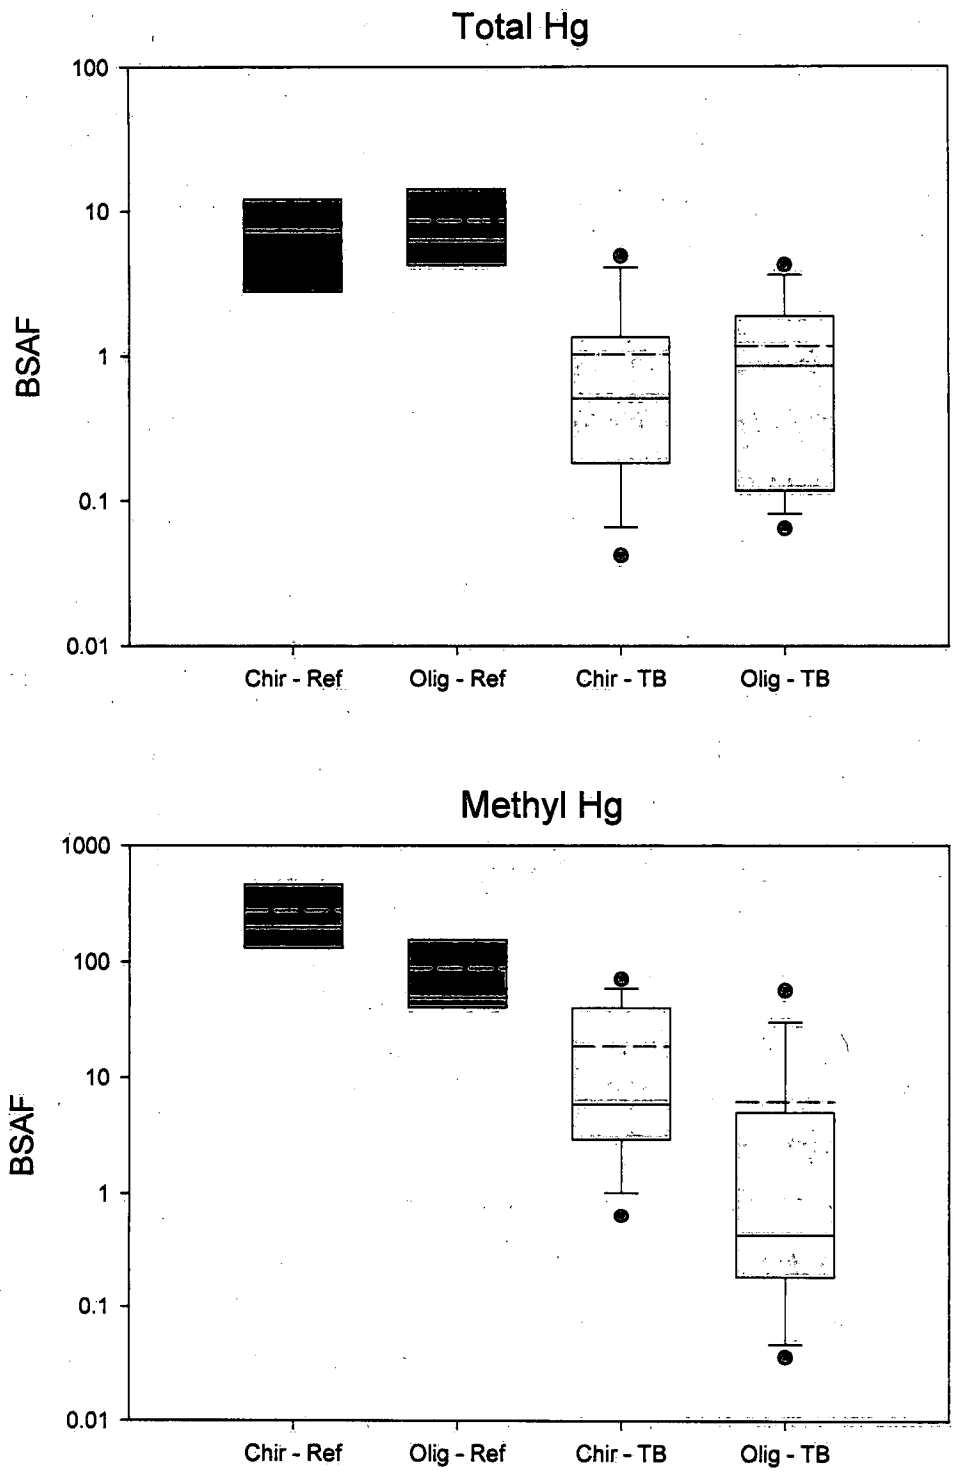 Total Hg
100
10
1
0.1
0.01
BSAF
Chir - Ref
Olig - Ref
Chir - TB
Olig - TB
Methyl Hg
1000
100
10
1
0.1
0.01
BSAF
Chir - Ref
Olig - Ref
Chir - TB
Olig - TB